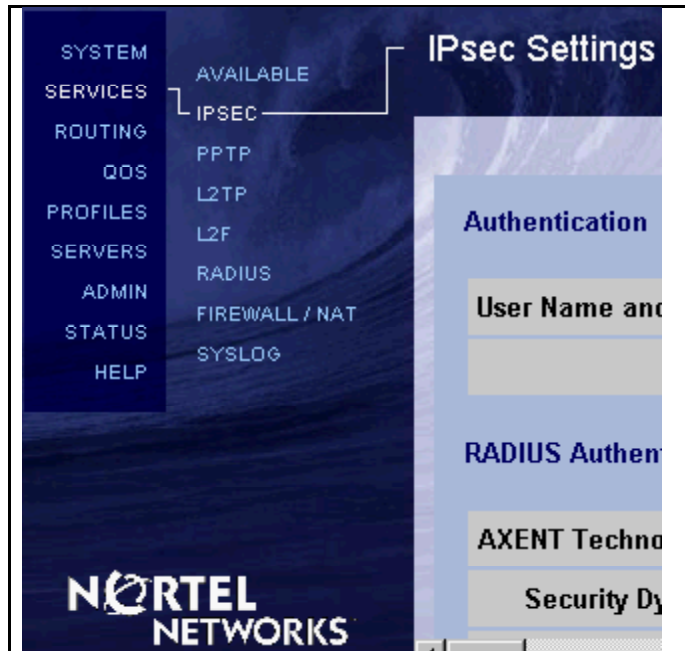 SYSTEM
SERVICES
ROUTING
QOS
PROFILES
SERVERS
ADMIN
STATUS
HELP
AVAILABLE
IPSEC
PPTP
L2TP
L2F
RADIUS
FIREWALL / NAT
SYSLOG
IPsec Settings
Authentication
User Name and
RADIUS Authen
AXENT Techno
Security Dy
NORTEL
NETWORKS